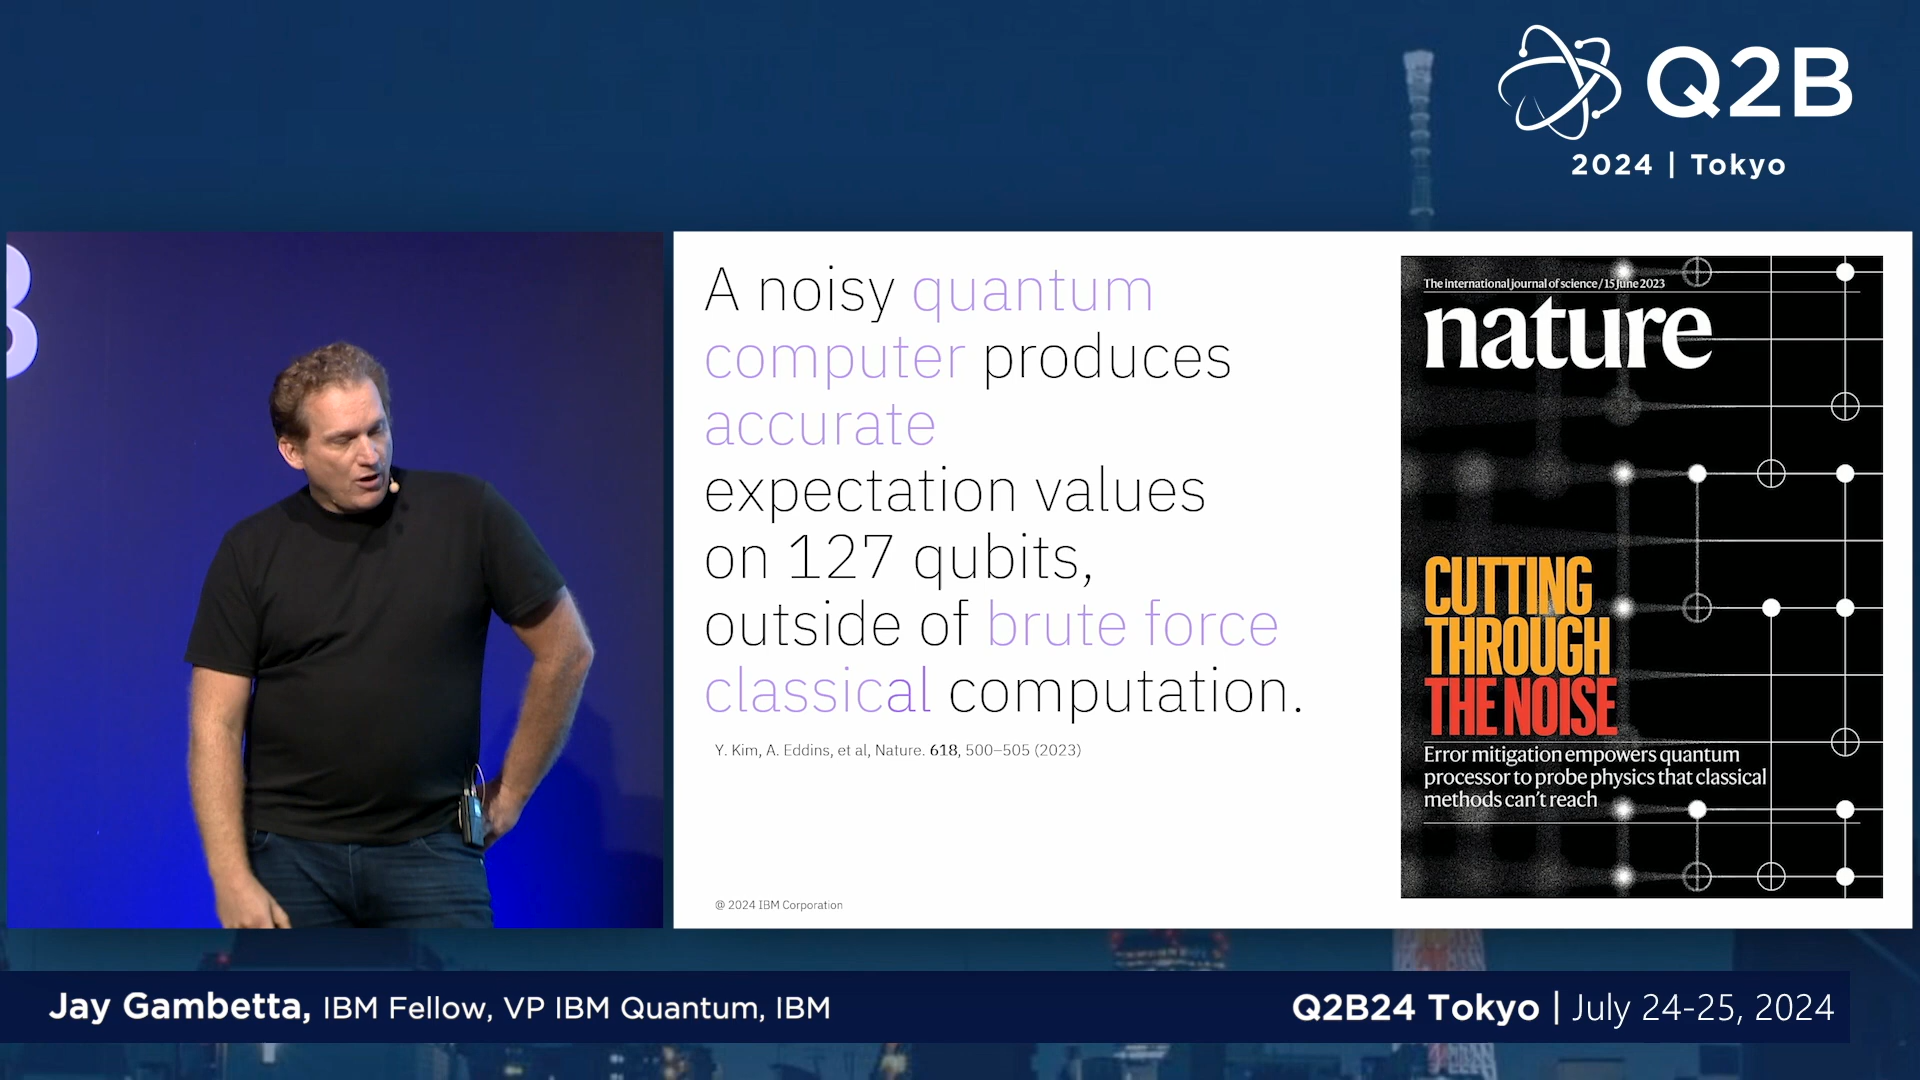 Q2B
2024 | Tokyo
A noisy quantum
computer produces
accurate
expectation values
on 127 qubits,
outside of brute force
classical computation.
Y. Kim, A. Eddins, et al, Nature. 618, 500–505 (2023)
@ 2024 IBM Corporation
The international journal of science / 15 June 2023
nature
CUTTING
THROUGH
THE NOISE
Error mitigation empowers quantum
processor to probe physics that classical
methods can't reach
Jay Gambetta, IBM Fellow, VP IBM Quantum, IBM
Q2B24 Tokyo | July 24-25, 2024